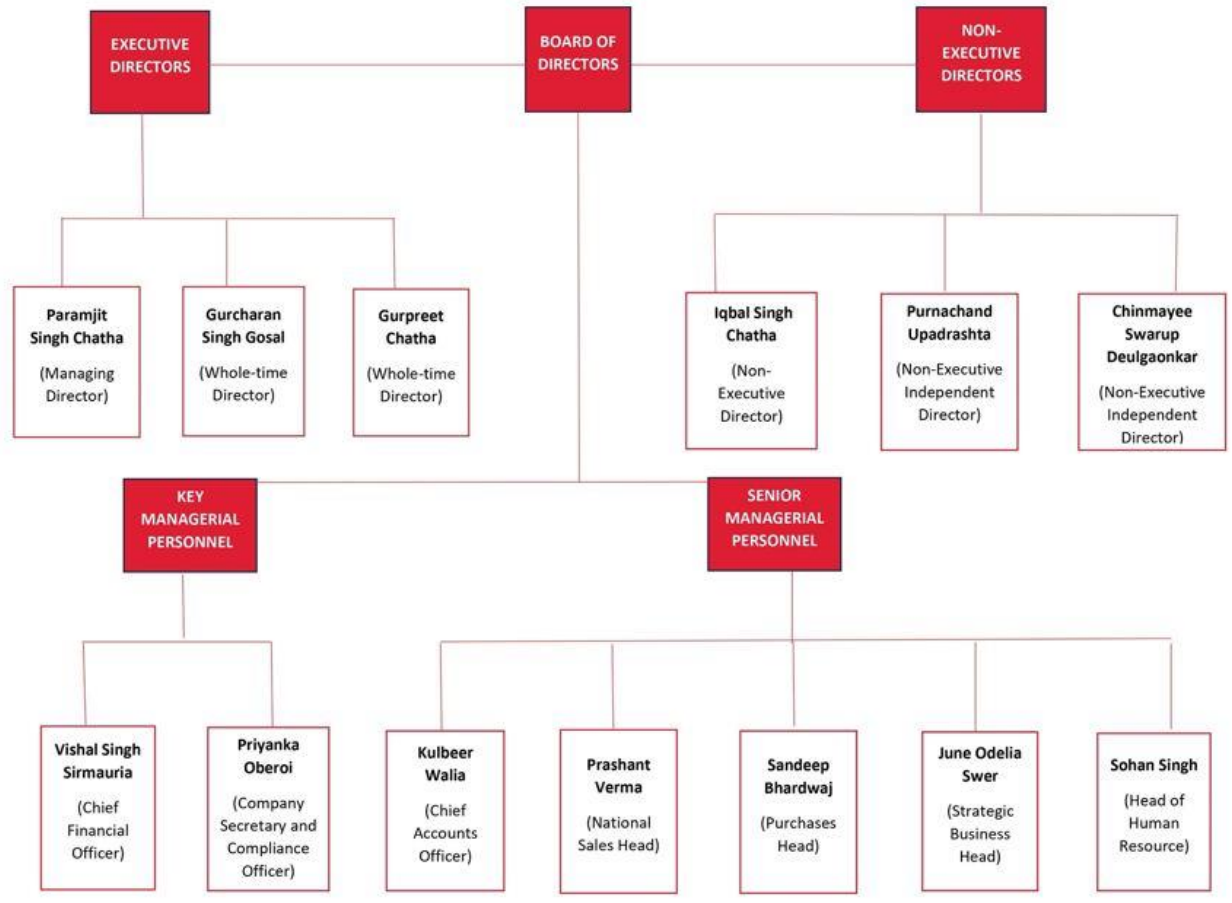 EXECUTIVE
DIRECTORS
BOARD OF
DIRECTORS
NON-
EXECUTIVE
DIRECTORS
Paramjit
Singh Chatha
(Managing
Director)
Gurcharan
Singh Gosal
(Whole-time
Director)
Gurpreet
Chatha
(Whole-time
Director)
Iqbal Singh
Chatha
(Non-
Executive
Director)
Purnachand
Upadrashta
(Non-Executive
Independent
Director)
Chinmayee
Swarup
Deulgaonkar
(Non-Executive
Independent
Director)
KEY
MANAGERIAL
PERSONNEL
SENIOR
MANAGERIAL
PERSONNEL
Vishal Singh
Sirmauria
(Chief
Financial
Officer)
Priyanka
Oberoi
(Company
Secretary and
Compliance
Officer)
Kulbeer
Walia
(Chief
Accounts
Officer)
Prashant
Verma
(National
Sales Head)
Sandeep
Bhardwaj
(Purchases
Head)
June Odelia
Swer
(Strategic
Business
Head)
Sohan Singh
(Head of
Human
Resource)